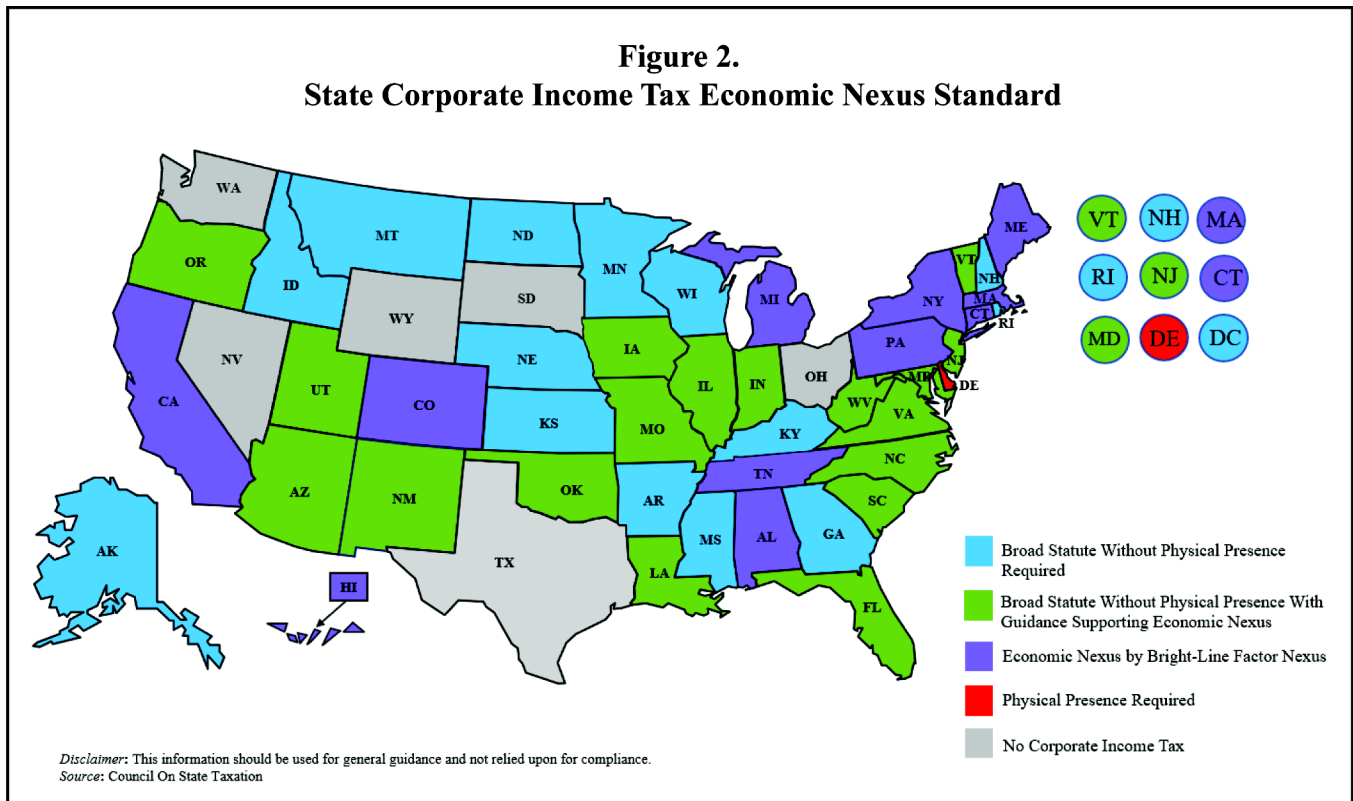 Figure 2.
State Corporate Income Tax Economic Nexus Standard
WA
OR
ID
MT
ND
MN
WI
MI
ME
VT
NH
NY
MA
CT
RI
PA
NJ
MD
DE
WY
SD
NE
IA
IL
IN
OH
WV
VA
NV
UT
CO
KS
MO
KY
CA
AZ
NM
OK
AR
TN
NC
SC
TX
LA
MS
AL
GA
FL
AK
HI
VT NH MA
RI NJ CT
MD DE DC
Broad Statute Without Physical Presence
Required
Broad Statute Without Physical Presence With
Guidance Supporting Economic Nexus
Economic Nexus by Bright-Line Factor Nexus
Physical Presence Required
No Corporate Income Tax
Disclaimer: This information should be used for general guidance and not relied upon for compliance.
Source: Council On State Taxation